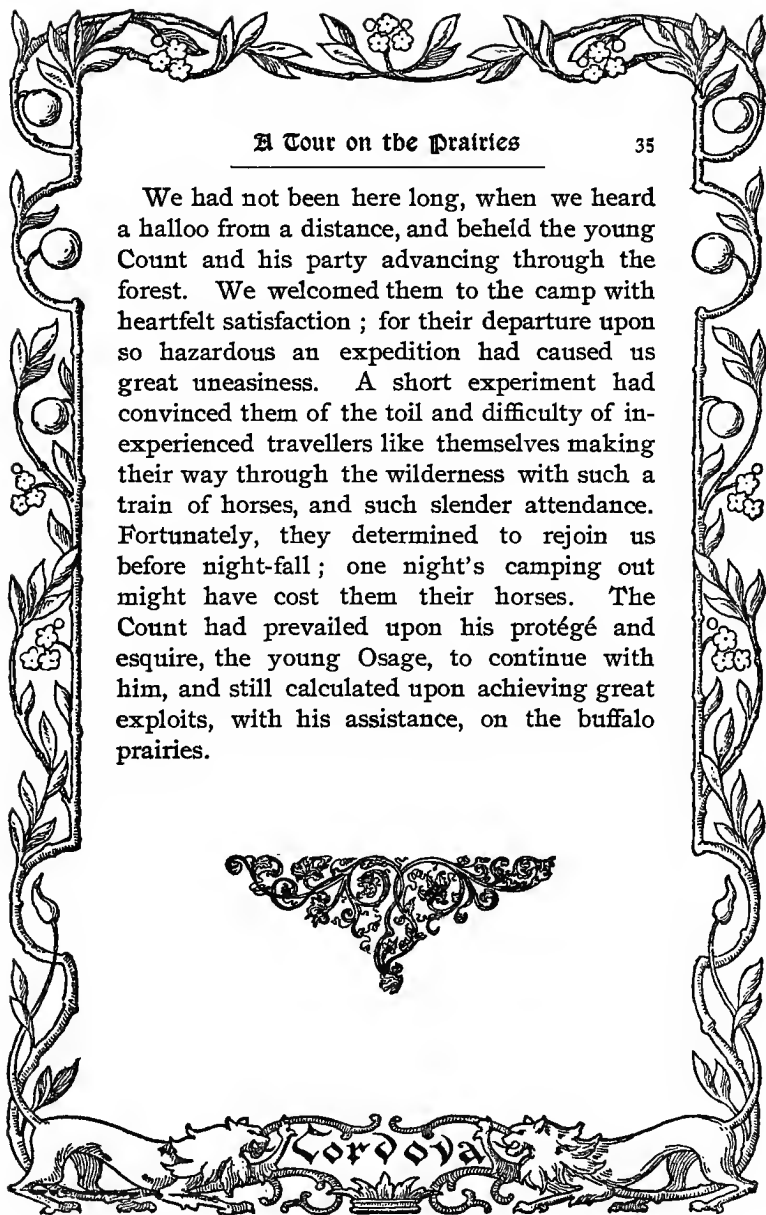 A Tour on the Prairies 35
We had not been here long, when we heard
a halloo from a distance, and beheld the young
Count and his party advancing through the
forest. We welcomed them to the camp with
heartfelt satisfaction ; for their departure upon
so hazardous an expedition had caused us
great uneasiness. A short experiment had
convinced them of the toil and difficulty of in-
experienced travellers like themselves making
their way through the wilderness with such a
train of horses, and such slender attendance.
Fortunately, they determined to rejoin us
before night-fall ; one night's camping out
might have cost them their horses. The
Count had prevailed upon his protégé and
esquire, the young Osage, to continue with
him, and still calculated upon achieving great
exploits, with his assistance, on the buffalo
prairies.
Cordova